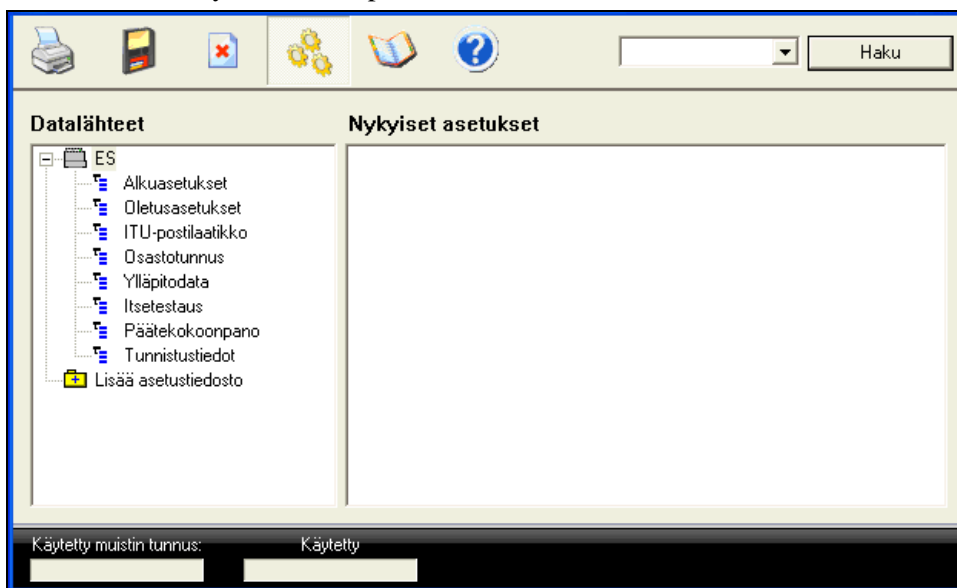 Haku
Datalähteet
Nykyiset asetukset
ES
Alkuasetukset
Oletusasetukset
ITU-postilaatikko
Osastotunnus
Ylläpitodata
Itsetestaus
Päätekokoonpano
Tunnistustiedot
Lisää asetustiedosto
Käytetty muistin tunnus:
Käytetty